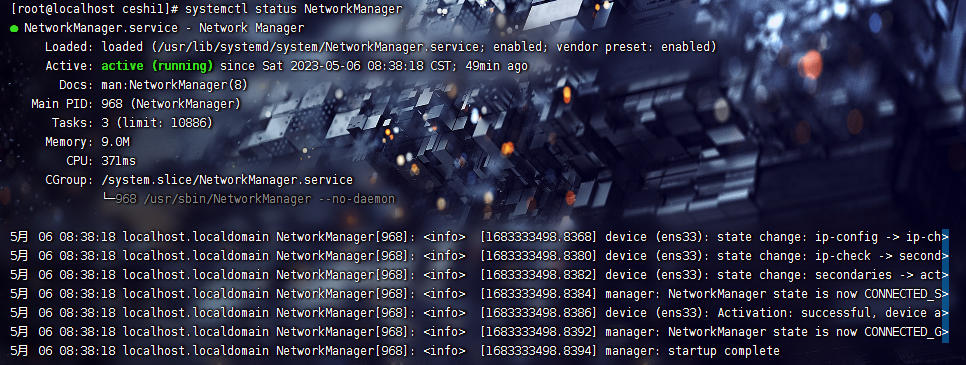 [root@localhost ceshi1]# systemctl status NetworkManager
● NetworkManager.service - Network Manager
Loaded: loaded (/usr/lib/systemd/system/NetworkManager.service; enabled; vendor preset: enabled)
Active: active (running) since Sat 2023-05-06 08:38:18 CST; 49min ago
Docs: man:NetworkManager(8)
Main PID: 968 (NetworkManager)
Tasks: 3 (limit: 10886)
Memory: 9.0M
CPU: 371ms
CGroup: /system.slice/NetworkManager.service
└─968 /usr/sbin/NetworkManager --no-daemon
5月 06 08:38:18 localhost.localdomain NetworkManager[968]: <info> [1683333498.8368] device (ens33): state change: ip-config -> ip-ch>
5月 06 08:38:18 localhost.localdomain NetworkManager[968]: <info> [1683333498.8380] device (ens33): state change: ip-check -> second>
5月 06 08:38:18 localhost.localdomain NetworkManager[968]: <info> [1683333498.8382] device (ens33): state change: secondaries -> act>
5月 06 08:38:18 localhost.localdomain NetworkManager[968]: <info> [1683333498.8384] manager: NetworkManager state is now CONNECTED_S>
5月 06 08:38:18 localhost.localdomain NetworkManager[968]: <info> [1683333498.8386] device (ens33): Activation: successful, device a>
5月 06 08:38:18 localhost.localdomain NetworkManager[968]: <info> [1683333498.8392] manager: NetworkManager state is now CONNECTED_G>
5月 06 08:38:18 localhost.localdomain NetworkManager[968]: <info> [1683333498.8394] manager: startup complete